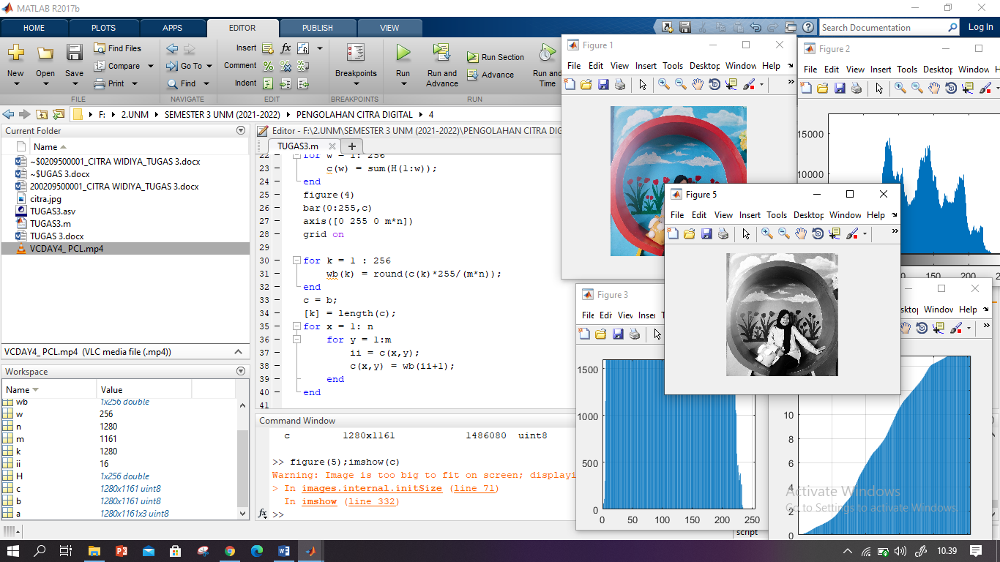 MATLAB R2017b
HOME PLOTS APPS EDITOR PUBLISH VIEW
Search Documentation
Log In
New Open Save
Find Files
Compare
Print
FILE
Go To
Find
NAVIGATE
Insert
Comment
Indent
EDIT
Breakpoints
BREAKPOINTS
Run
Run and Advance
Run Section
Advance
Run and Time
RUN
F: 2.UNM SEMESTER 3 UNM (2021-2022) PENGOLAHAN CITRA DIGITAL 4
Current Folder
Name
~$0209500001_CITRA WIDIYA_TUGAS 3.docx
~$UGAS 3.docx
200209500001_CITRA WIDIYA_TUGAS 3.docx
citra.jpg
TUGAS3.asv
TUGAS3.m
TUGAS 3.docx
VCDAY4_ PCL.mp4
VCDAY4_ PCL.mp4 (VLC media file (.mp4))
Workspace
Name Value
wb 1x256 double
w 256
n 1280
m 1161
k 1280
ii 16
H 1x256 double
c 1280x1161 uint8
b 1280x1161 uint8
a 1280x1161x3 uint8
Editor - F:\2.UNM\SEMESTER 3 UNM (2021-2022)\PENGOLAHAN CITRA DIG
TUGAS3.m
22 for w = 1: 256
23 c(w) = sum(H(1:w));
24 end
25 figure(4)
26 bar(0:255,c)
27 axis([0 255 0 m*n])
28 grid on
29
30 for k = 1 : 256
31 wb(k) = round(c(k)*255/(m*n));
32 end
33 c = b;
34 [k] = length(c);
35 for x = 1: n
36 for y = 1:m
37 ii = c(x,y);
38 c(x,y) = wb(ii+1);
39 end
40 end
41
Command Window
c 1280x1161 1486080 uint8
>> figure(5);imshow(c)
Warning: Image is too big to fit on screen; displayi
> In images.internal.initSize (line 71)
In imshow (line 332)
fx >>
Figure 1
File Edit View Insert Tools Desktop Window Help
Figure 2
File Edit View Insert Tools Desktop Window H
15000
10000
150 200
Figure 5
File Edit View Insert Tools Desktop Window Help
Figure 3
File Edit View Inser T
1500
1000
500
0
0 50 100 150 200 250
sktop Window Help
10
8
6
4
2
0
Activate Windows
Go to Settings to activate Windows.
script
10.39